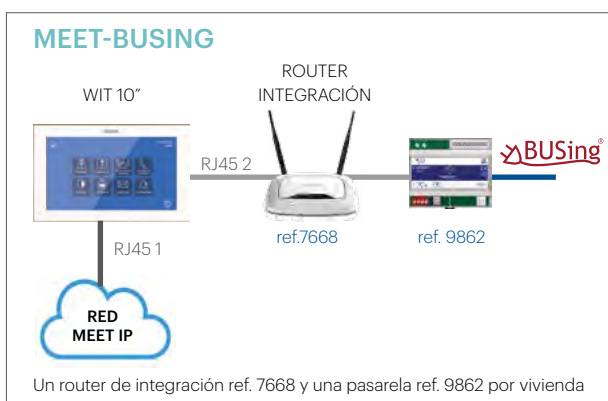 MEET-BUSING
WIT 10”
ROUTER
INTEGRACIÓN
RJ45 2
BUSing®
ref.7668
ref. 9862
RJ45 1
RED
MEET IP
Un router de integración ref. 7668 y una pasarela ref. 9862 por vivienda